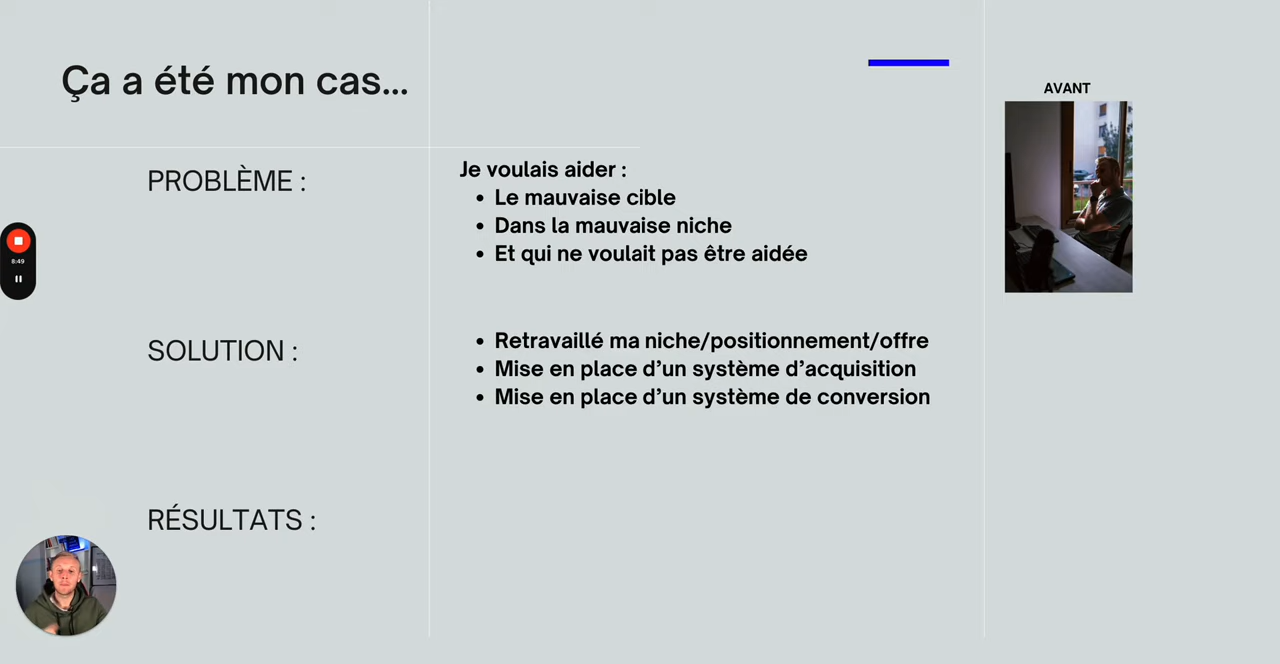 Ça a été mon cas...
AVANT
PROBLÈME :
Je voulais aider :
Le mauvaise cible
Dans la mauvaise niche
Et qui ne voulait pas être aidée
8:49
SOLUTION :
Retravaillé ma niche/positionnement/offre
Mise en place d’un système d’acquisition
Mise en place d’un système de conversion
RÉSULTATS :